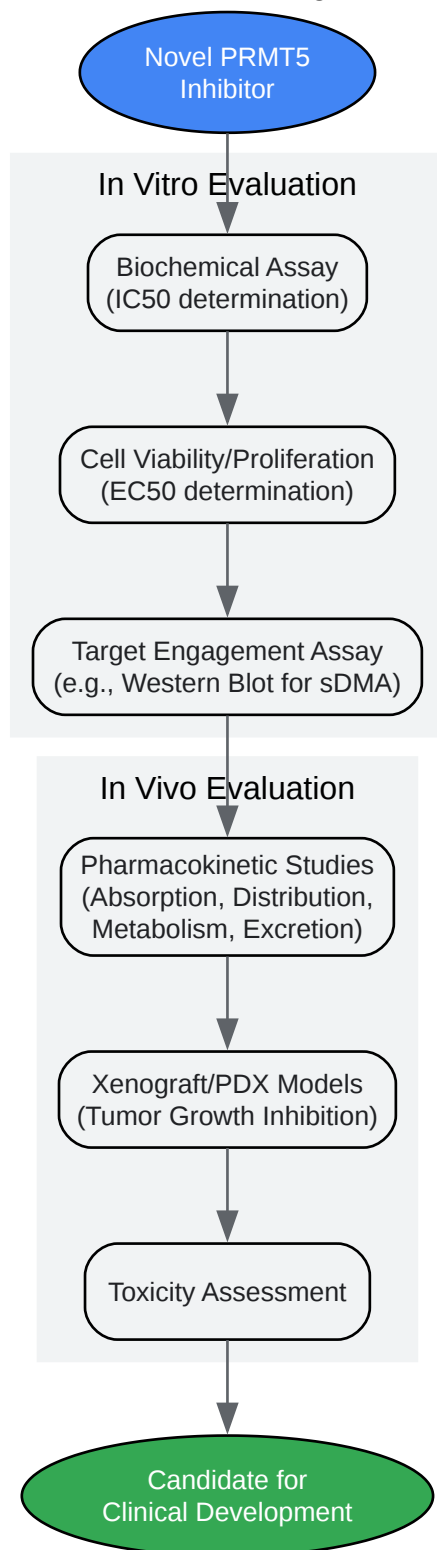 Novel PRMT5
Inhibitor
In Vitro Evaluation
Biochemical Assay
(IC50 determination)
Cell Viability/Proliferation
(EC50 determination)
Target Engagement Assay
(e.g., Western Blot for sDMA)
In Vivo Evaluation
Pharmacokinetic Studies
(Absorption, Distribution,
Metabolism, Excretion)
Xenograft/PDX Models
(Tumor Growth Inhibition)
Toxicity Assessment
Candidate for
Clinical Development